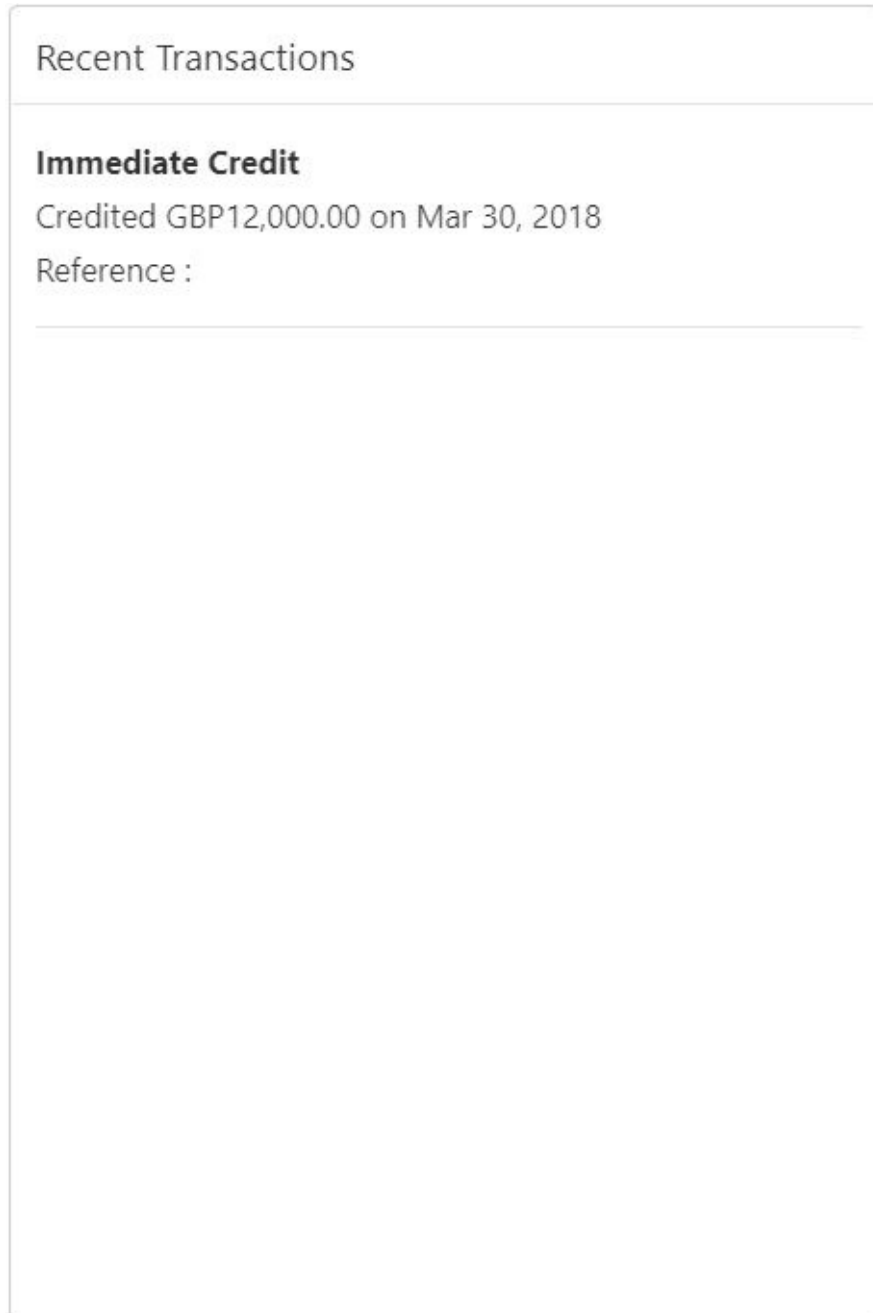 Recent Transactions
Immediate Credit
Credited GBP12,000.00 on Mar 30, 2018
Reference :